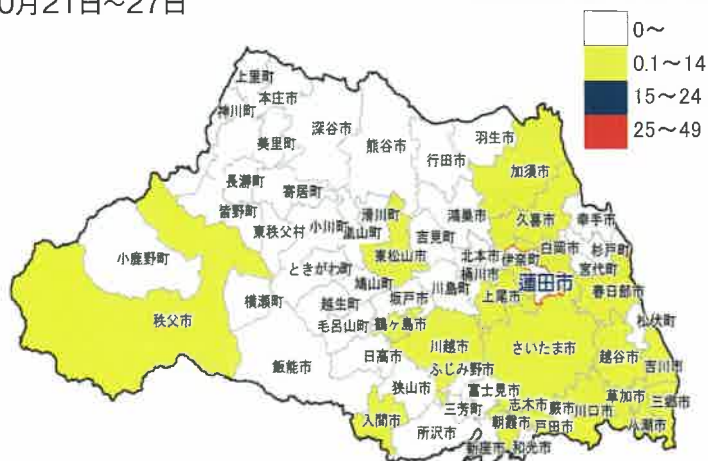 0月21日～27日
0～
0.1～14
15～24
25～49
上里町
本庄市
神川町
美里町
深谷市
熊谷市
行田市
羽生市
加須市
長瀞町
寄居町
皆野町
東秩父村
小川町
滑川町
嵐山町
吉見町
鴻巣市
久喜市
幸手市
小鹿野町
東松山市
北本市
伊奈町
白岡市
杉戸町
ときがわ町
桶川市
宮代町
鳩山町
川島町
蓮田市
横瀬町
越生町
坂戸市
上尾市
春日部市
秩父市
毛呂山町
鶴ヶ島市
松伏町
日高市
川越市
さいたま市
越谷市
飯能市
ふじみ野市
吉川市
狭山市
富士見市
入間市
三芳町
志木市
蕨市
川口市
草加市
三郷市
所沢市
朝霞市
戸田市
八潮市
新座市
和光市